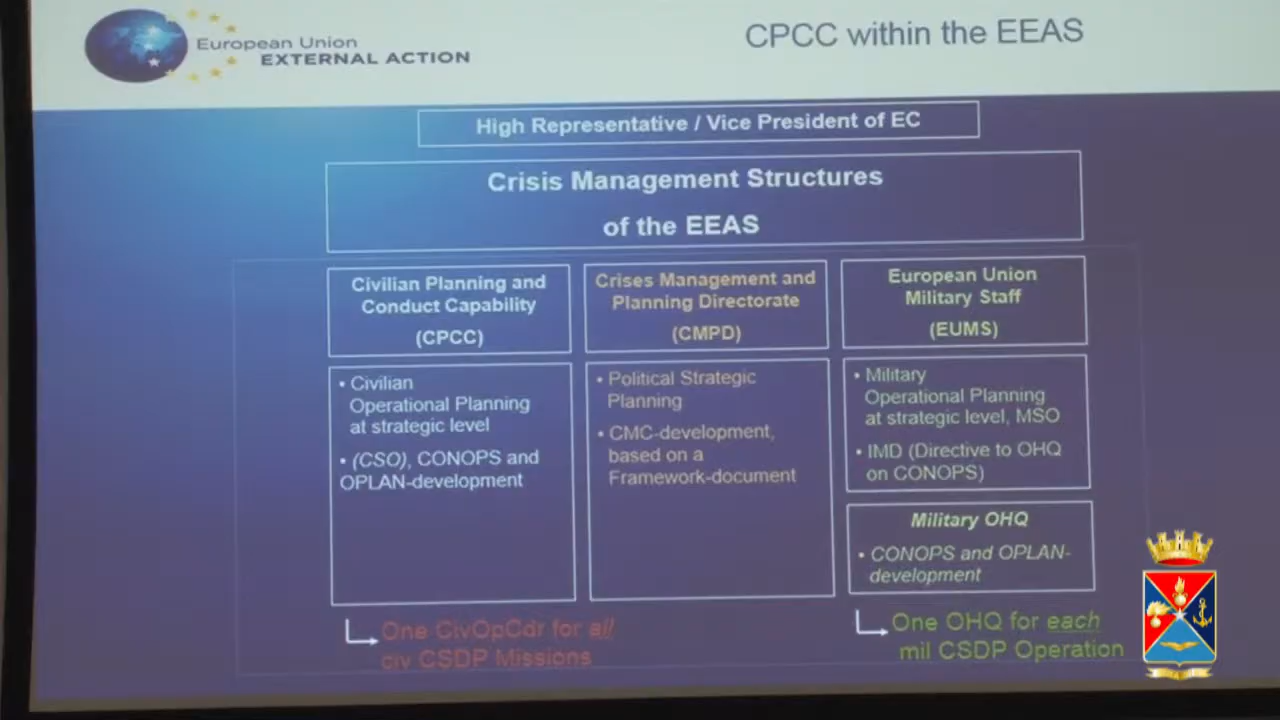 European Union
EXTERNAL ACTION
CPCC within the EEAS
High Representative / Vice President of EC
Crisis Management Structures
of the EEAS
Civilian Planning and
Conduct Capability
(CPCC)
Crises Management and
Planning Directorate
(CMPD)
European Union
Military Staff
(EUMS)
• Civilian
Operational Planning
at strategic level
• (CSO), CONOPS and
OPLAN-development
• Political Strategic
Planning
• CMC-development,
based on a
Framework-document
• Military
Operational Planning
at strategic level, MSO
• IMD (Directive to OHQ
on CONOPS)
Military OHQ
• CONOPS and OPLAN-
development
One CivOpCdr for all
civ CSDP Missions
One OHQ for each
mil CSDP Operation